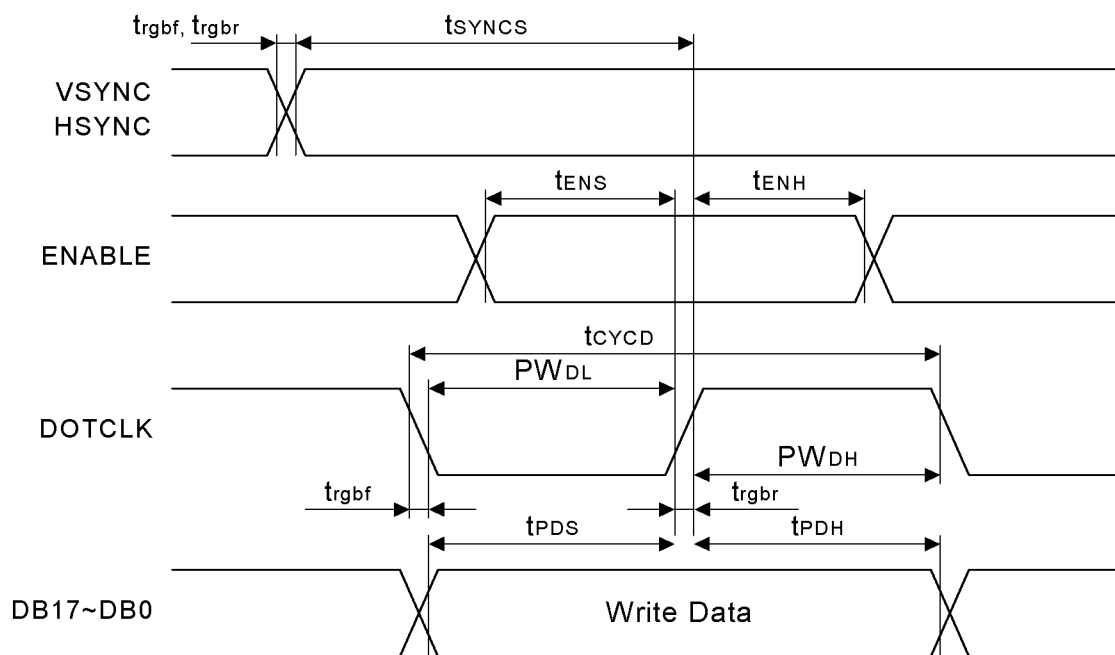 trgbf, trgbr
tSYNCS
VSYNC
HSYNC
tENS
tENH
ENABLE
tCYCD
PWDL
DOTCLK
PWDH
trgbf
trgbr
tPDS
tPDH
DB17~DB0
Write Data